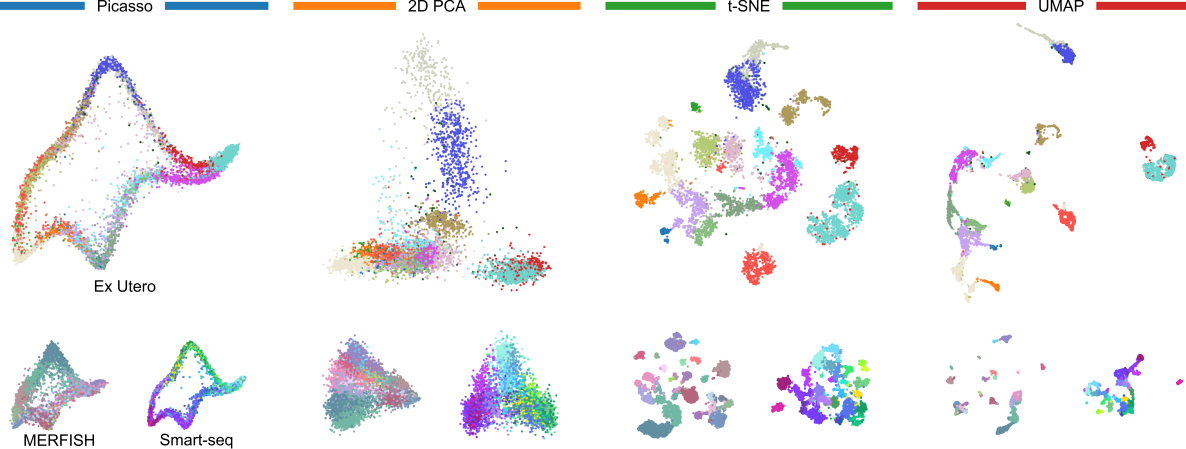 Picasso
2D PCA
t-SNE
UMAP
Ex Utero
MERFISH
Smart-seq